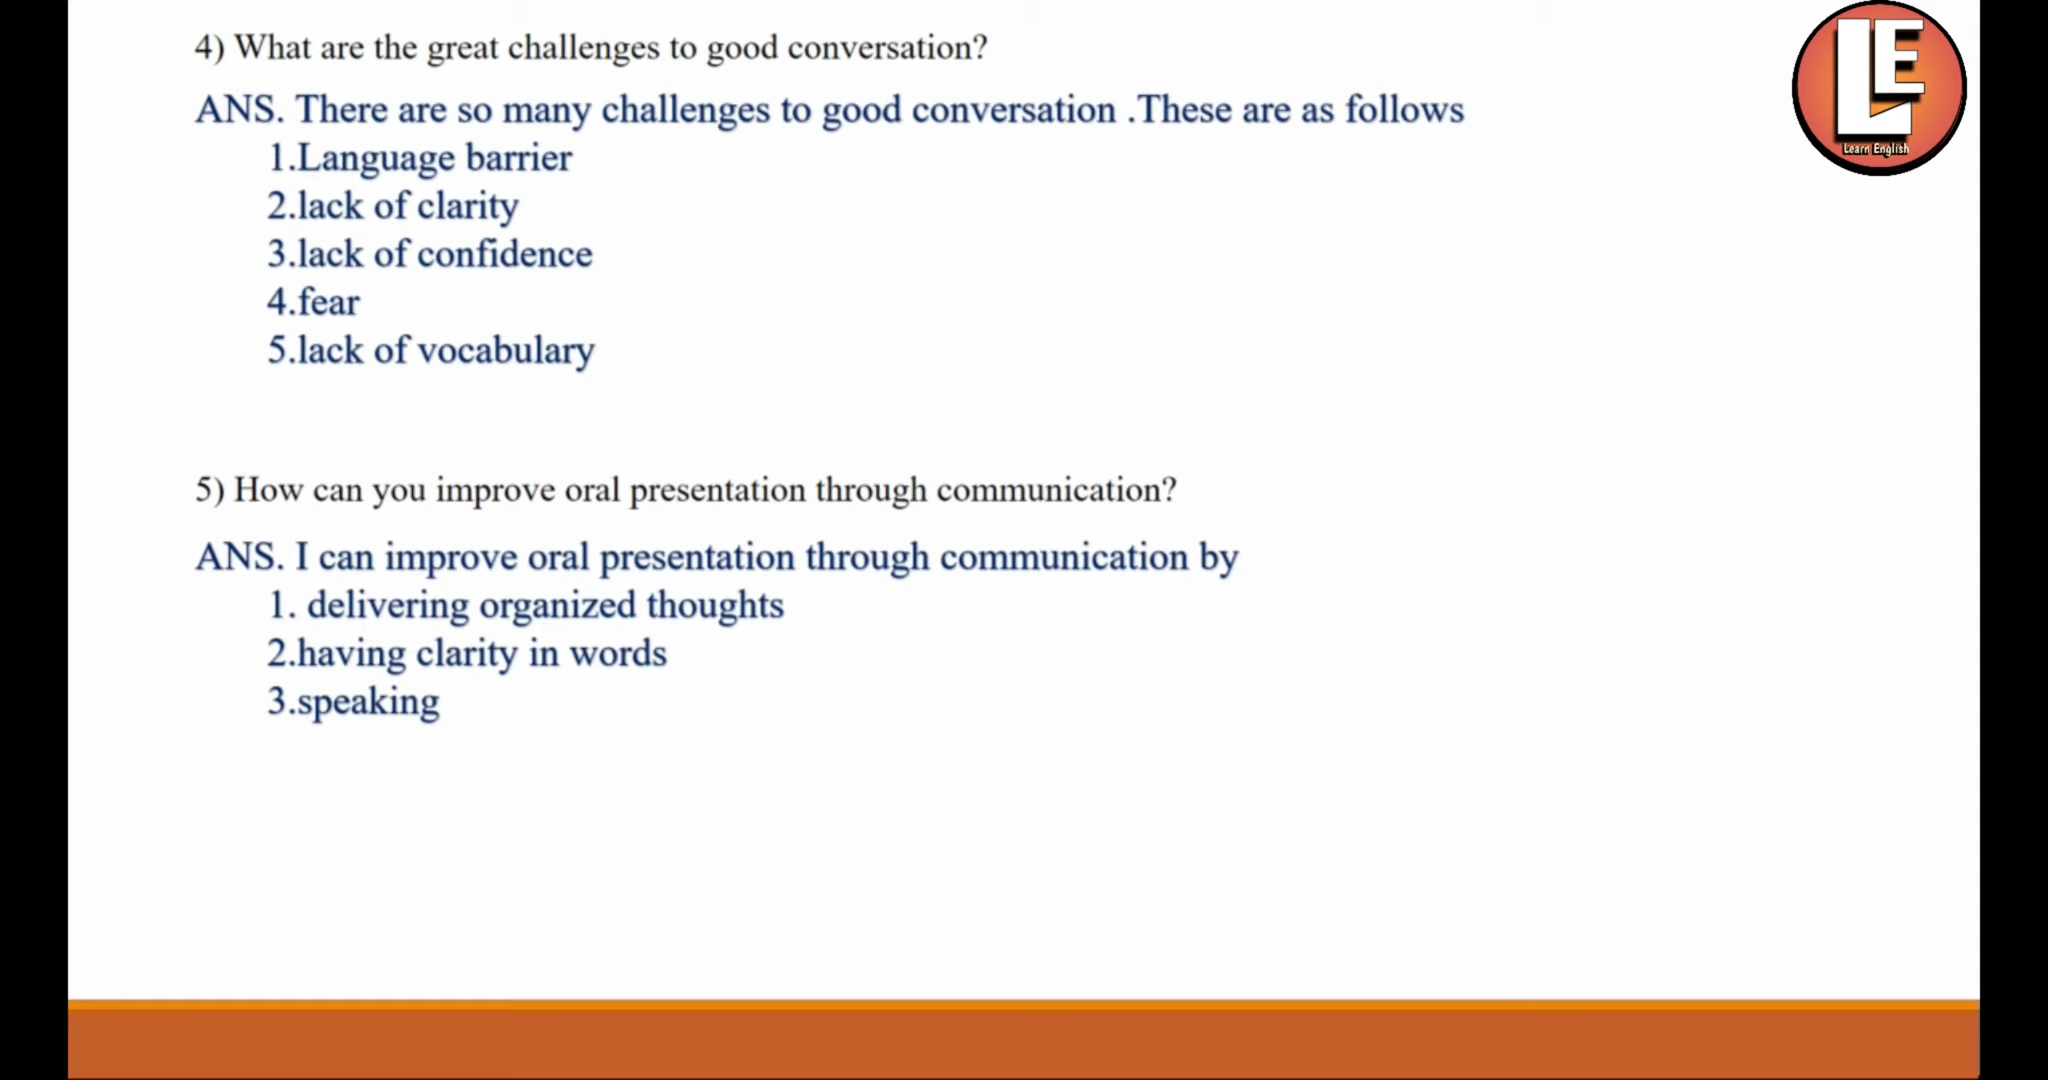 4) What are the great challenges to good conversation?
ANS. There are so many challenges to good conversation .These are as follows
1.Language barrier
2.lack of clarity
3.lack of confidence
4.fear
5.lack of vocabulary
5) How can you improve oral presentation through communication?
ANS. I can improve oral presentation through communication by
1. delivering organized thoughts
2.having clarity in words
3.speaking
LE
Learn English